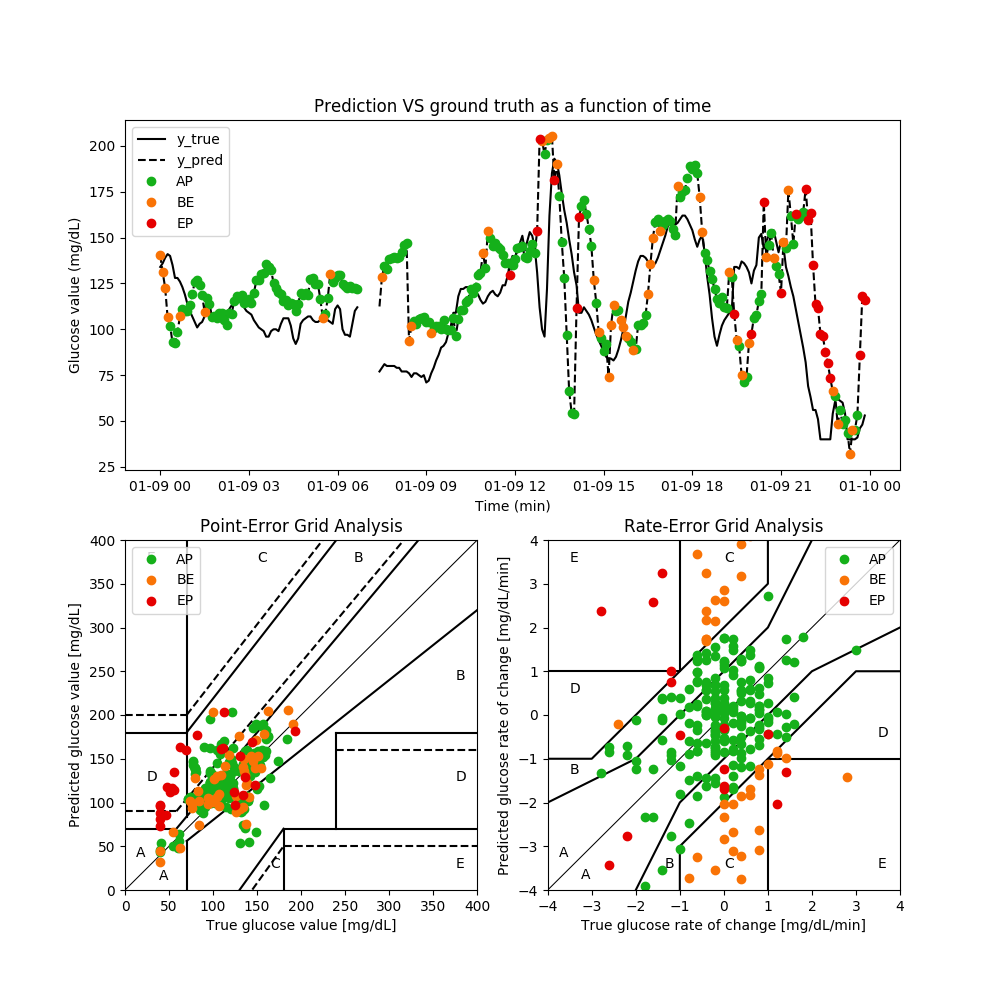 Prediction VS ground truth as a function of time
Glucose value (mg/dL)
200
175
150
125
100
75
50
25
y_true
y_pred
AP
BE
EP
01-09 00 01-09 03 01-09 06 01-09 09 01-09 12 01-09 15 01-09 18 01-09 21 01-10 00
Time (min)
Point-Error Grid Analysis
Predicted glucose value [mg/dL]
400
350
300
250
200
150
100
50
0
AP
BE
EP
C B
B
D D
A
A
C E
0 50 100 150 200 250 300 350 400
True glucose value [mg/dL]
Rate-Error Grid Analysis
Predicted glucose rate of change [mg/dL/min]
4
3
2
1
0
−1
−2
−3
−4
AP
BE
EP
E C
D
D
B
A
A
B C E
−4 −3 −2 −1 0 1 2 3 4
True glucose rate of change [mg/dL/min]